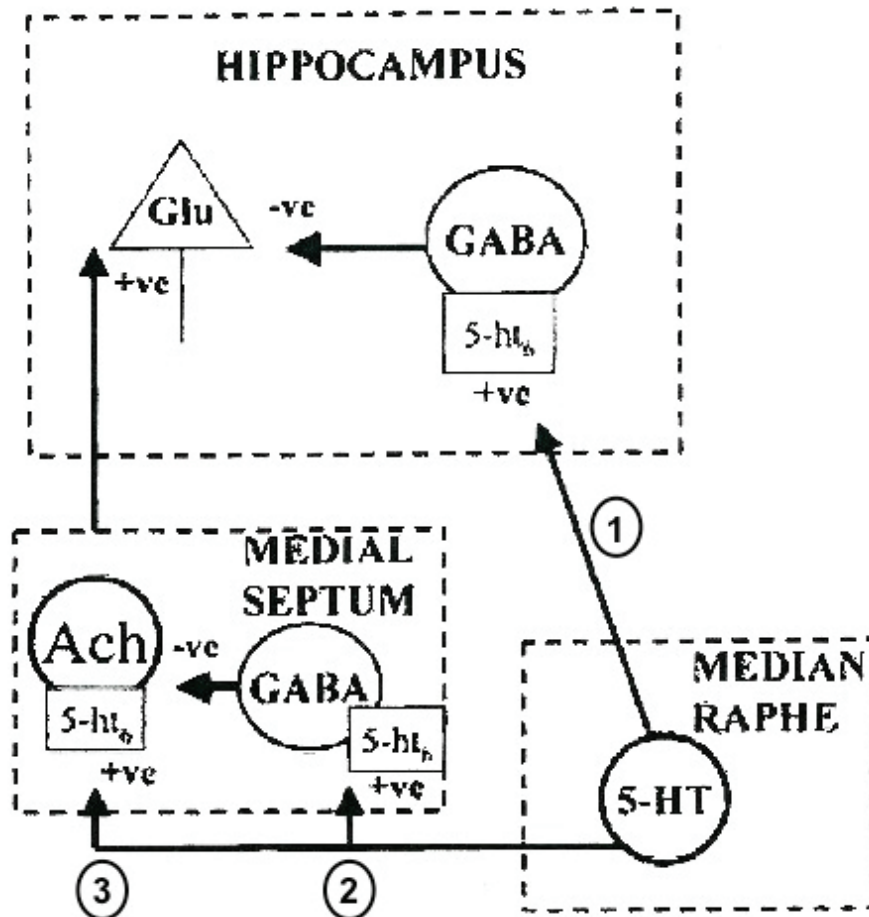 HIPPOCAMPUS
Glu
-ve
GABA
+ve
5-ht₆
+ve
1
MEDIAL
SEPTUM
Ach
-ve
GABA
5-ht₆
5-ht₆
+ve
+ve
MEDIAN
RAPHE
5-HT
3
2